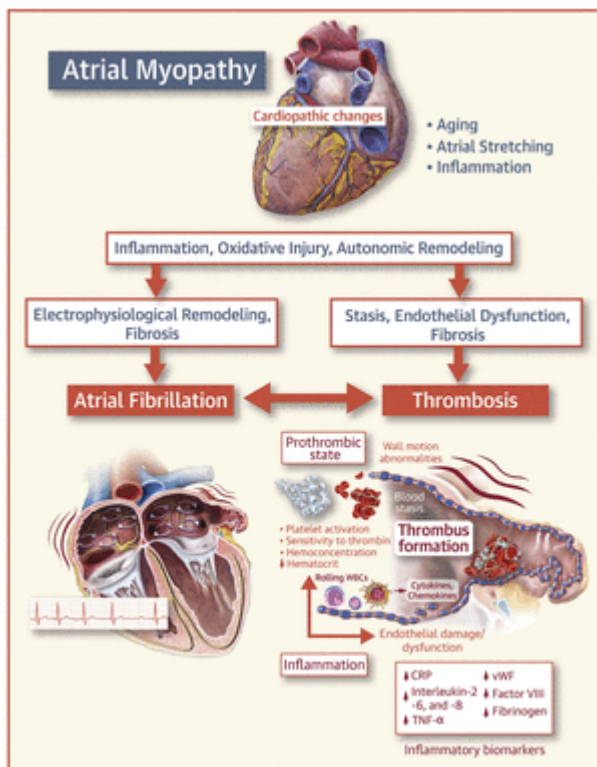 Atrial Myopathy
Cardiopathic changes
• Aging
• Atrial Stretching
• Inflammation
Inflammation, Oxidative Injury, Autonomic Remodeling
Electrophysiological Remodeling,
Fibrosis
Stasis, Endothelial Dysfunction,
Fibrosis
Atrial Fibrillation
Thrombosis
Prothrombic
state
Wall motion
abnormalities
Blood
stasis
• Platelet activation
• Sensitivity to thrombin
• Hemoconcentration
Hematocrit
Thrombus
formation
Rolling WBCs
Cytokines,
Chemokines
Endothelial damage/
dysfunction
Inflammation
CRP
Interleukin-2
-6, and -8
TNF-α
vWF
Factor VIII
Fibrinogen
Inflammatory biomarkers